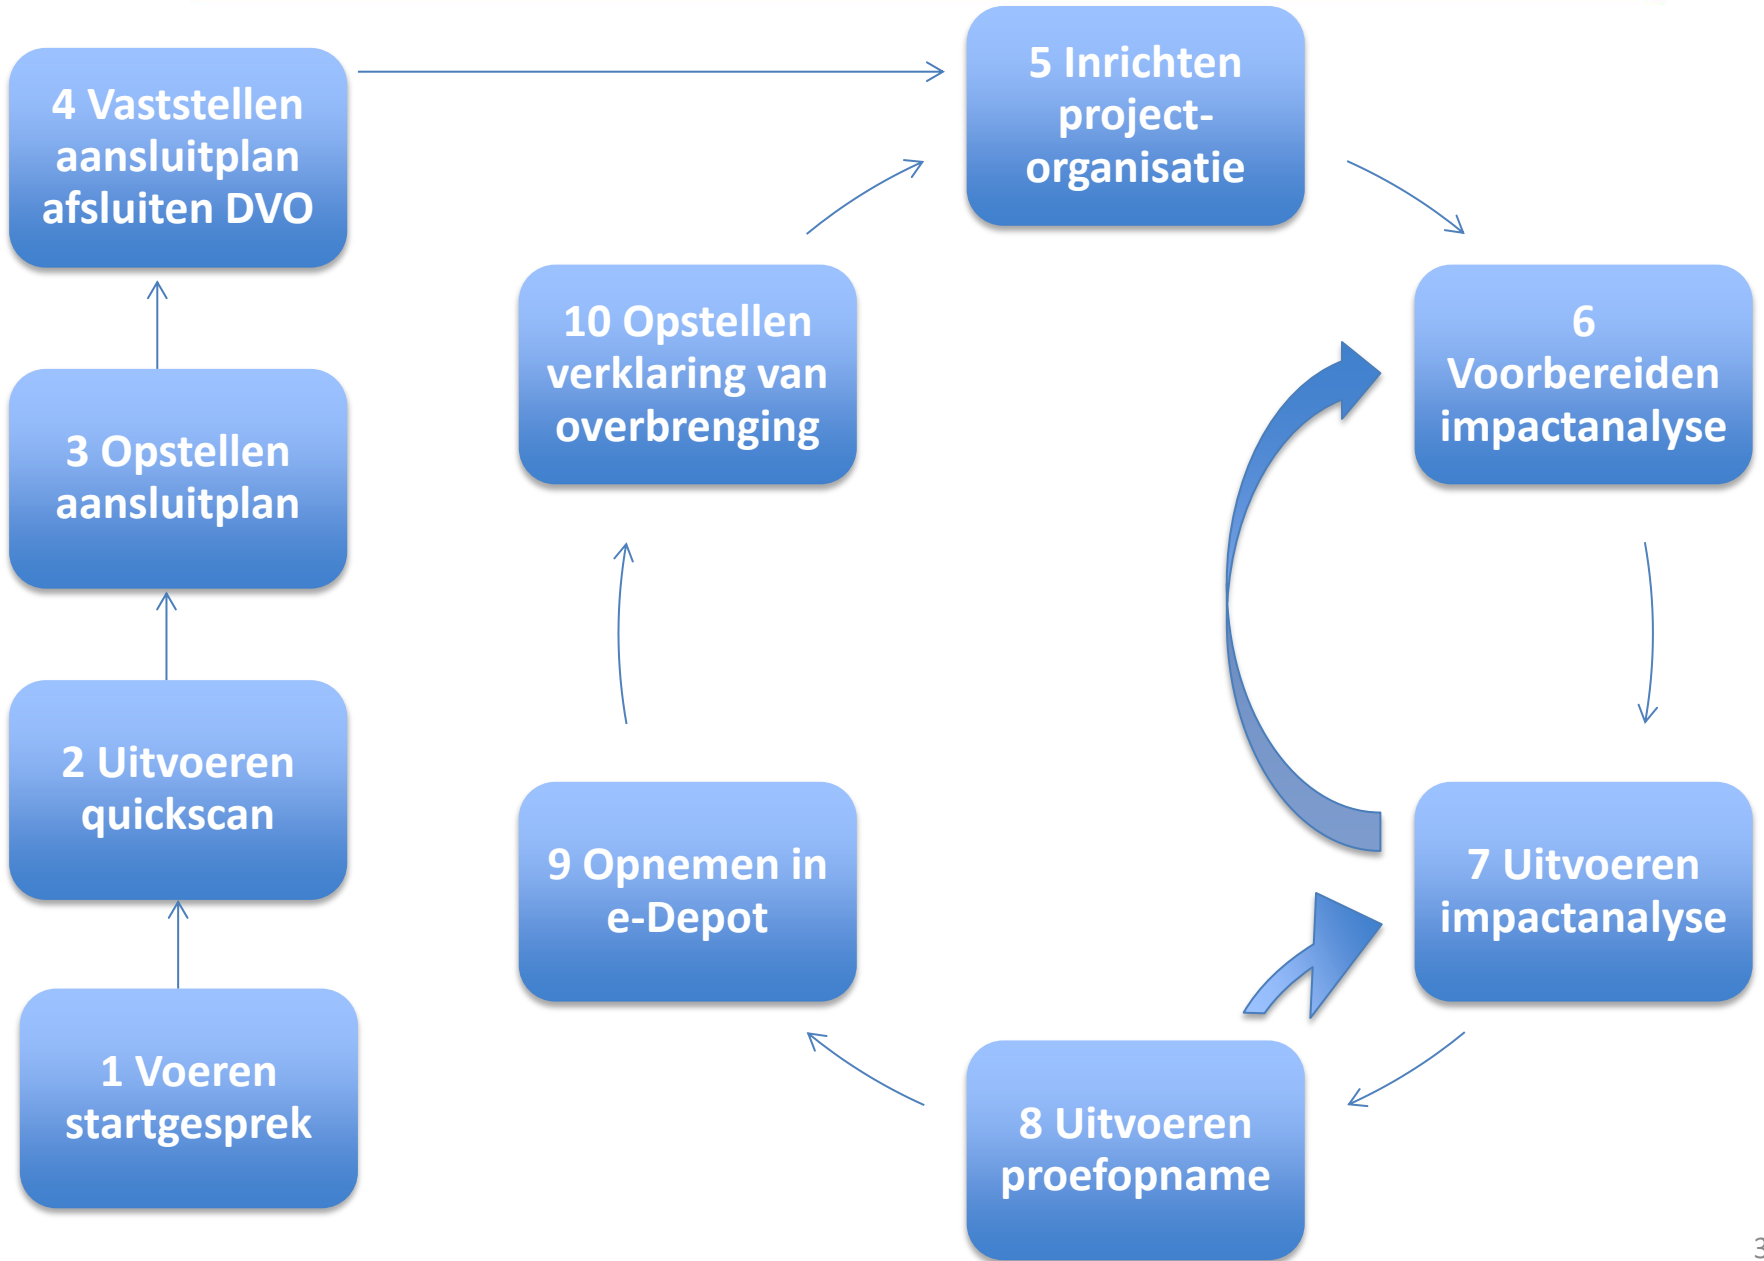 4 Vaststellen
aansluitplan
afsluiten DVO
3 Opstellen
aansluitplan
2 Uitvoeren
quickscan
1 Voeren
startgesprek
5 Inrichten
project-
organisatie
6
Voorbereiden
impactanalyse
7 Uitvoeren
impactanalyse
8 Uitvoeren
proefopname
9 Opnemen in
e-Depot
10 Opstellen
verklaring van
overbrenging
3